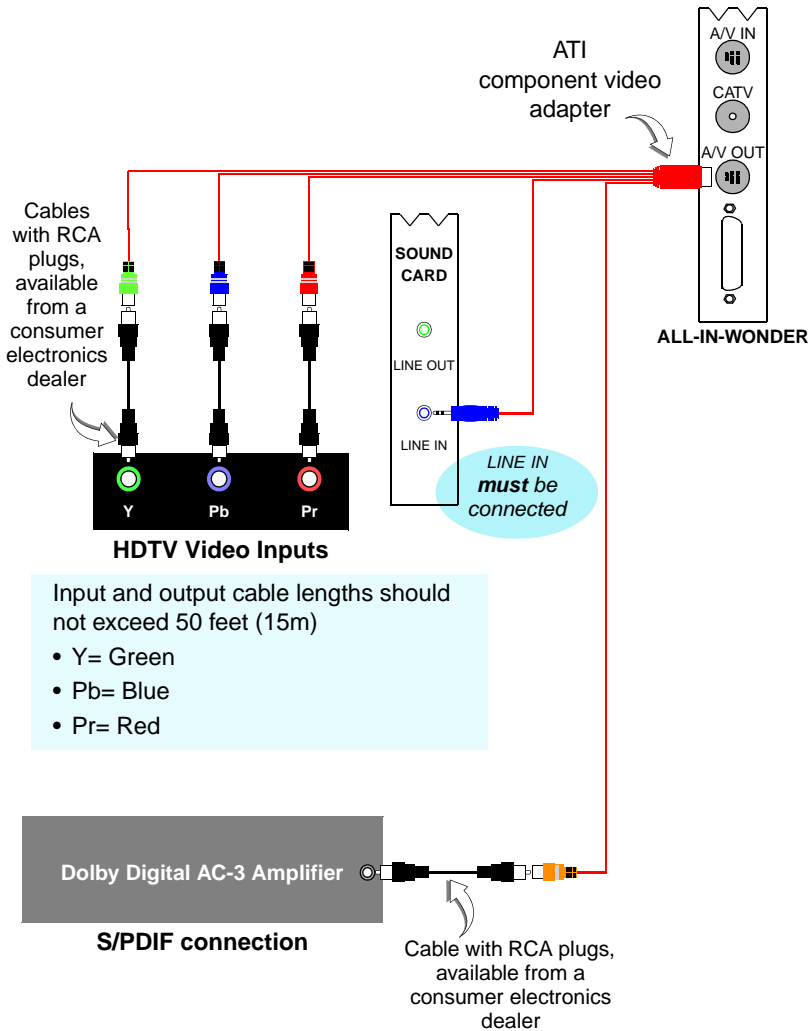 ATI
component video
adapter
A/V IN
CATV
A/V OUT
ALL-IN-WONDER
Cables
with RCA
plugs,
available
from a
consumer
electronics
dealer
SOUND
CARD
LINE OUT
LINE IN
LINE IN
must be
connected
Y
Pb
Pr
HDTV Video Inputs
Input and output cable lengths should
not exceed 50 feet (15m)
• Y= Green
• Pb= Blue
• Pr= Red
Dolby Digital AC-3 Amplifier
S/PDIF connection
Cable with RCA plugs,
available from a
consumer electronics
dealer